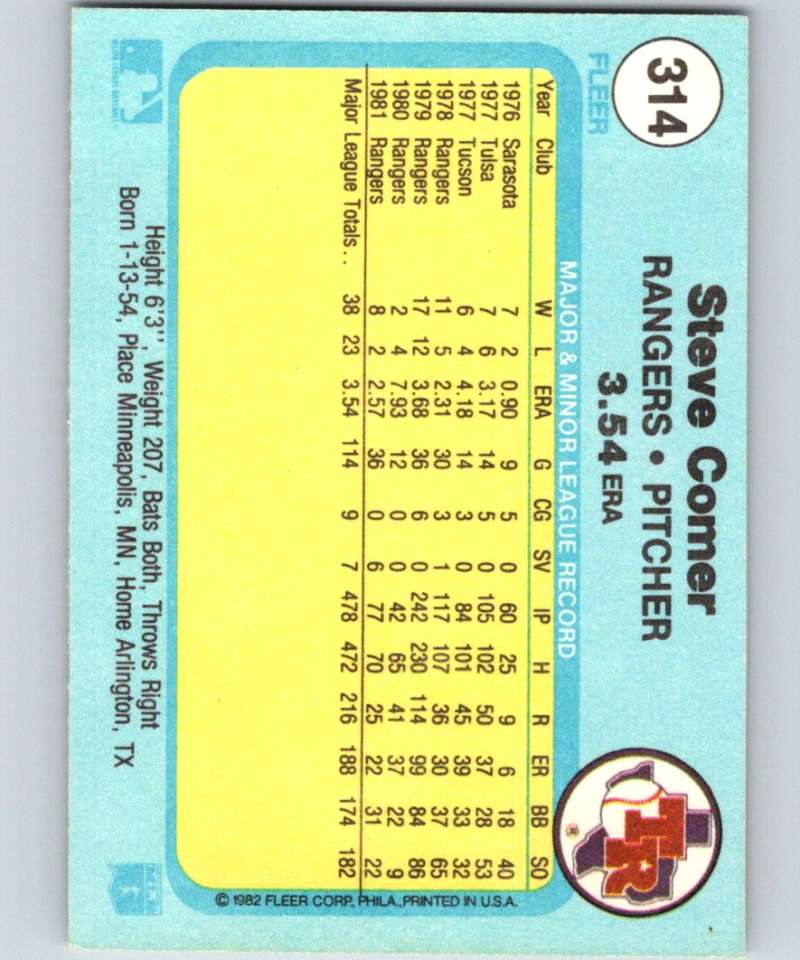 314
FLEER
Steve Comer
RANGERS • PITCHER
3.54 ERA
TR
®
MAJOR & MINOR LEAGUE RECORD
Year Club W L ERA G CG SV IP H R ER BB SO
1976 Sarasota 7 2 0.90 9 5 0 60 25 9 6 18 40
1977 Tulsa 7 6 3.17 14 5 0 105 102 50 37 28 53
1977 Tucson 6 4 4.18 14 3 0 84 101 45 39 33 32
1978 Rangers 11 5 2.31 30 3 1 117 107 36 30 37 65
1979 Rangers 17 12 3.68 36 6 0 242 230 114 99 84 86
1980 Rangers 2 4 7.93 12 0 0 42 65 41 37 22 9
1981 Rangers 8 2 2.57 36 0 6 77 70 25 22 31 22
Major League Totals . . 38 23 3.54 114 9 7 478 472 216 188 174 182
© 1982 FLEER CORP., PHILA., PRINTED IN U.S.A.
Height 6'3", Weight 207, Bats Both, Throws Right
Born 1-13-54, Place Minneapolis, MN, Home Arlington, TX